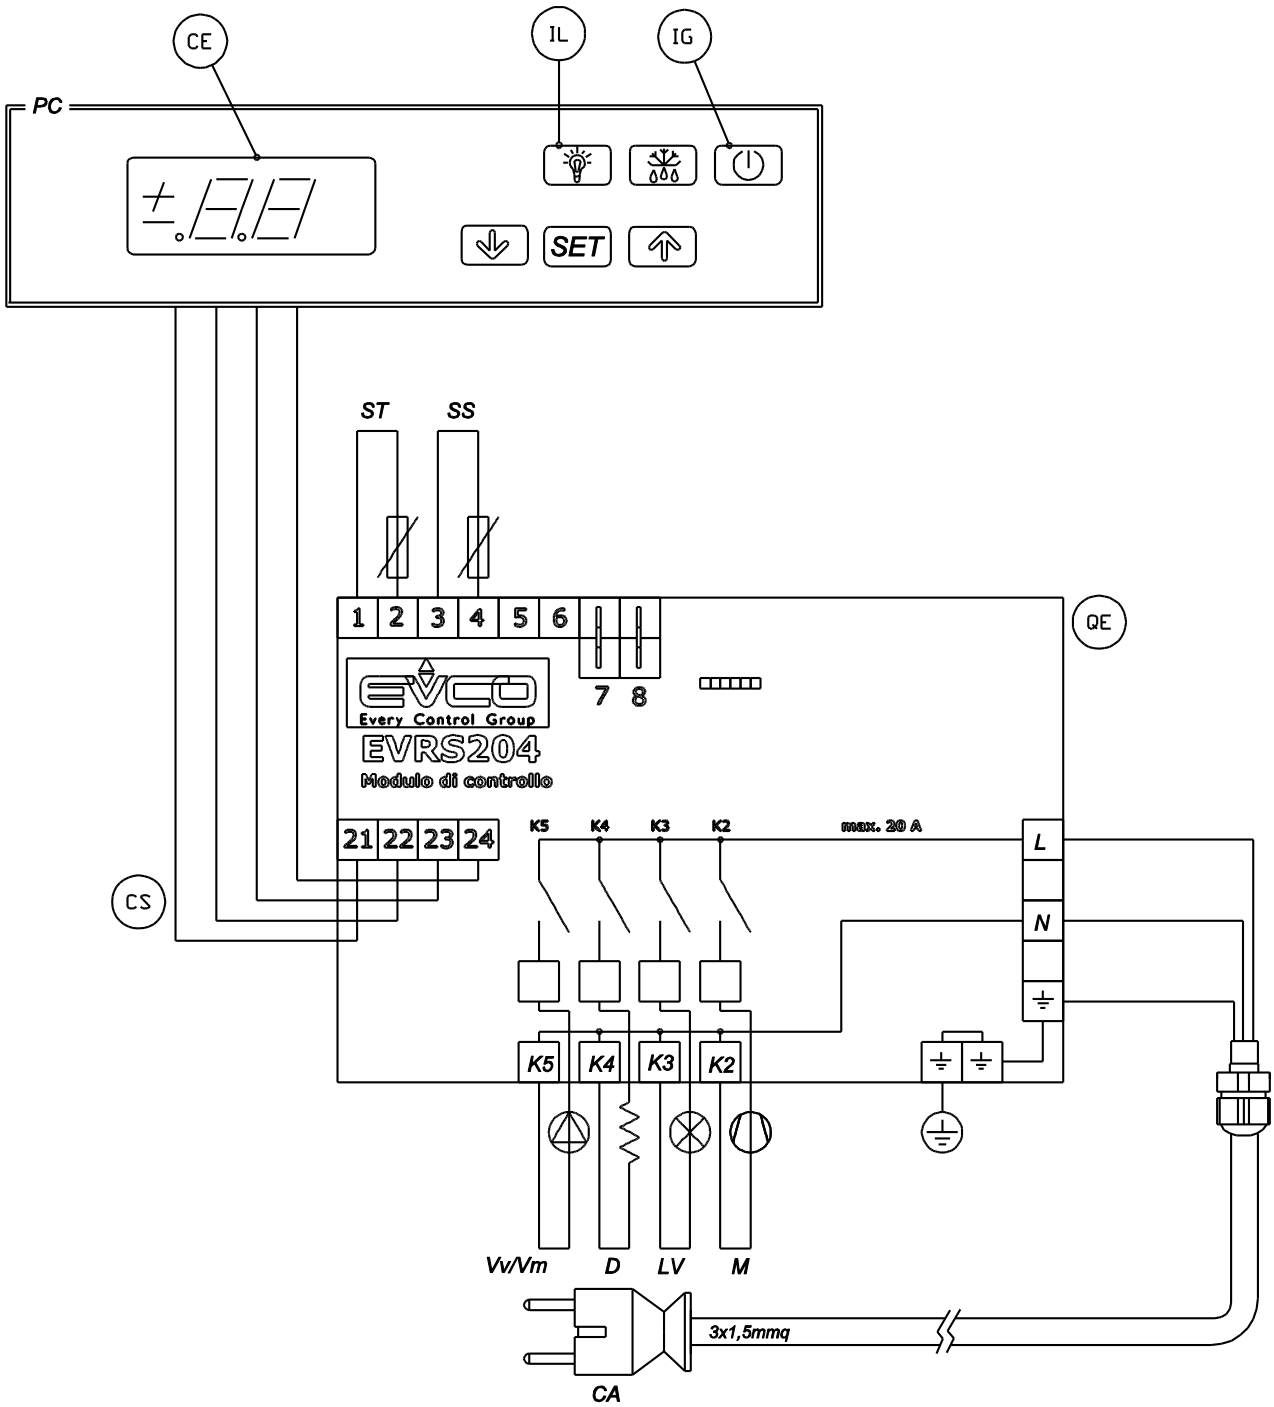 CE
IL
IG
PC
±.8.8
SET
ST
SS
1 2 3 4 5 6
QE
7 8
EVCO
Every Control Group
EVRS204
Modulo di controllo
K5 K4 K3 K2
max. 20 A
21 22 23 24
L
CS
N
K5 K4 K3 K2
Vv/Vm D LV M
3x1,5mmq
CA